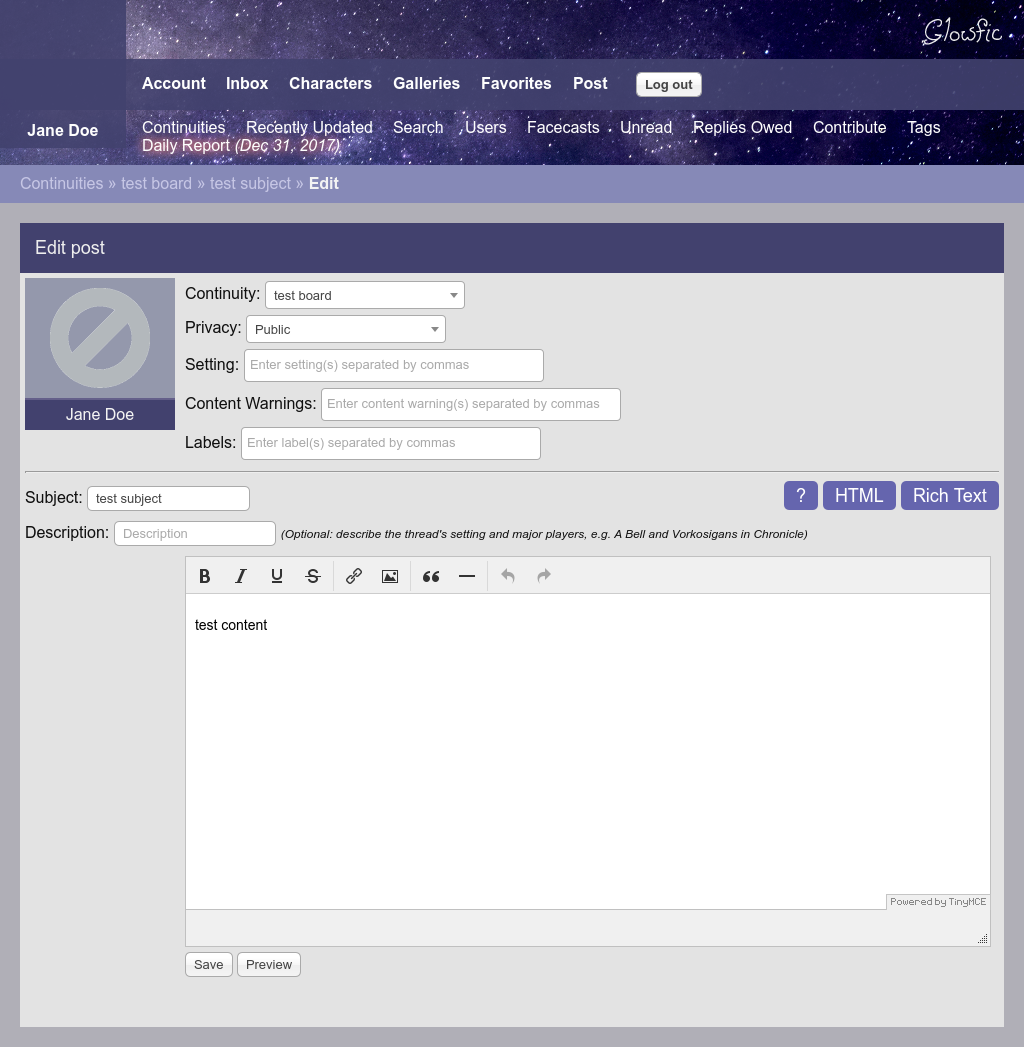 Glowfic
Account Inbox Characters Galleries Favorites Post Log out
Jane Doe
Continuities Recently Updated Search Users Facecasts Unread Replies Owed Contribute Tags
Daily Report (Dec 31, 2017)
Continuities » test board » test subject » Edit
Edit post
Continuity: test board
Privacy: Public
Setting: Enter setting(s) separated by commas
Jane Doe
Content Warnings: Enter content warning(s) separated by commas
Labels: Enter label(s) separated by commas
Subject: test subject
? HTML Rich Text
Description: Description (Optional: describe the thread's setting and major players, e.g. A Bell and Vorkosigans in Chronicle)
B I U S
test content
Powered by TinyMCE
Save Preview